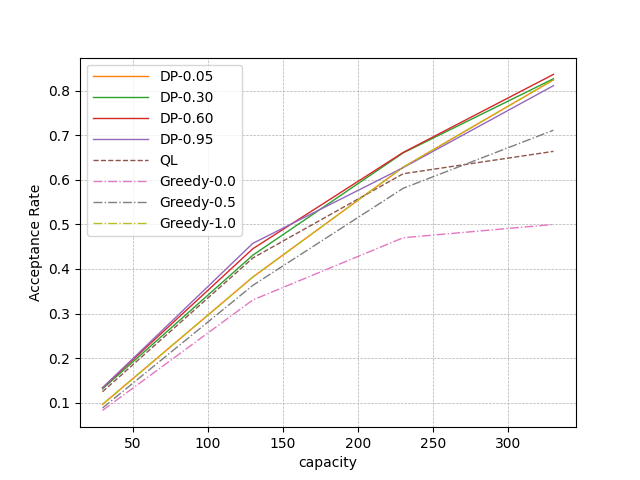 DP-0.05
DP-0.30
DP-0.60
DP-0.95
QL
Greedy-0.0
Greedy-0.5
Greedy-1.0
0.8
0.7
0.6
0.5
0.4
0.3
0.2
0.1
Acceptance Rate
50 100 150 200 250 300
capacity